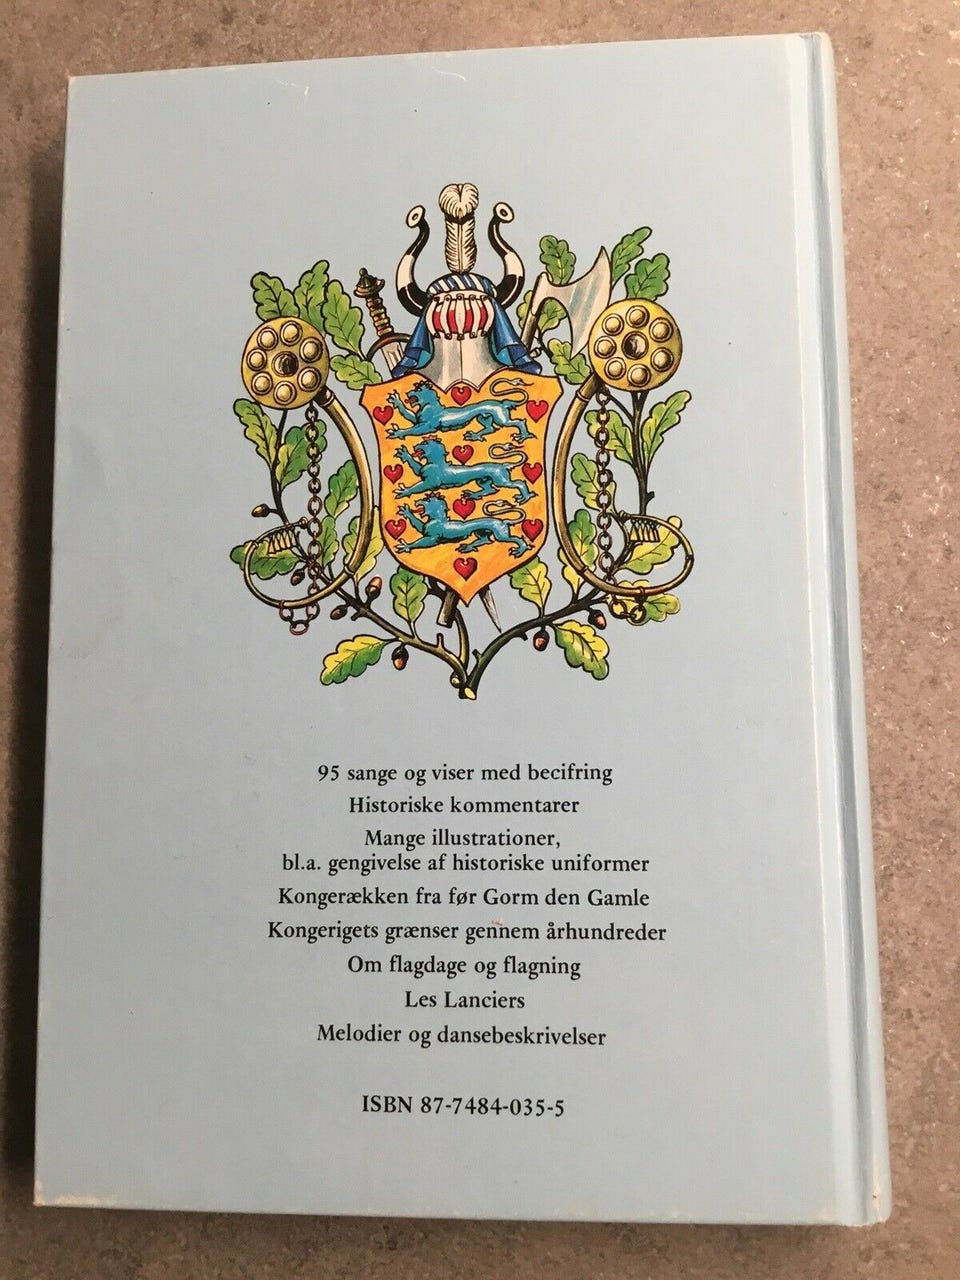 95 sange og viser med becifring
Historiske kommentarer
Mange illustrationer,
bl.a. gengivelse af historiske uniformer
Kongerækken fra før Gorm den Gamle
Kongerigets grænser gennem århundreder
Om flagdage og flagning
Les Lanciers
Melodier og dansebeskrivelser
ISBN 87-7484-035-5